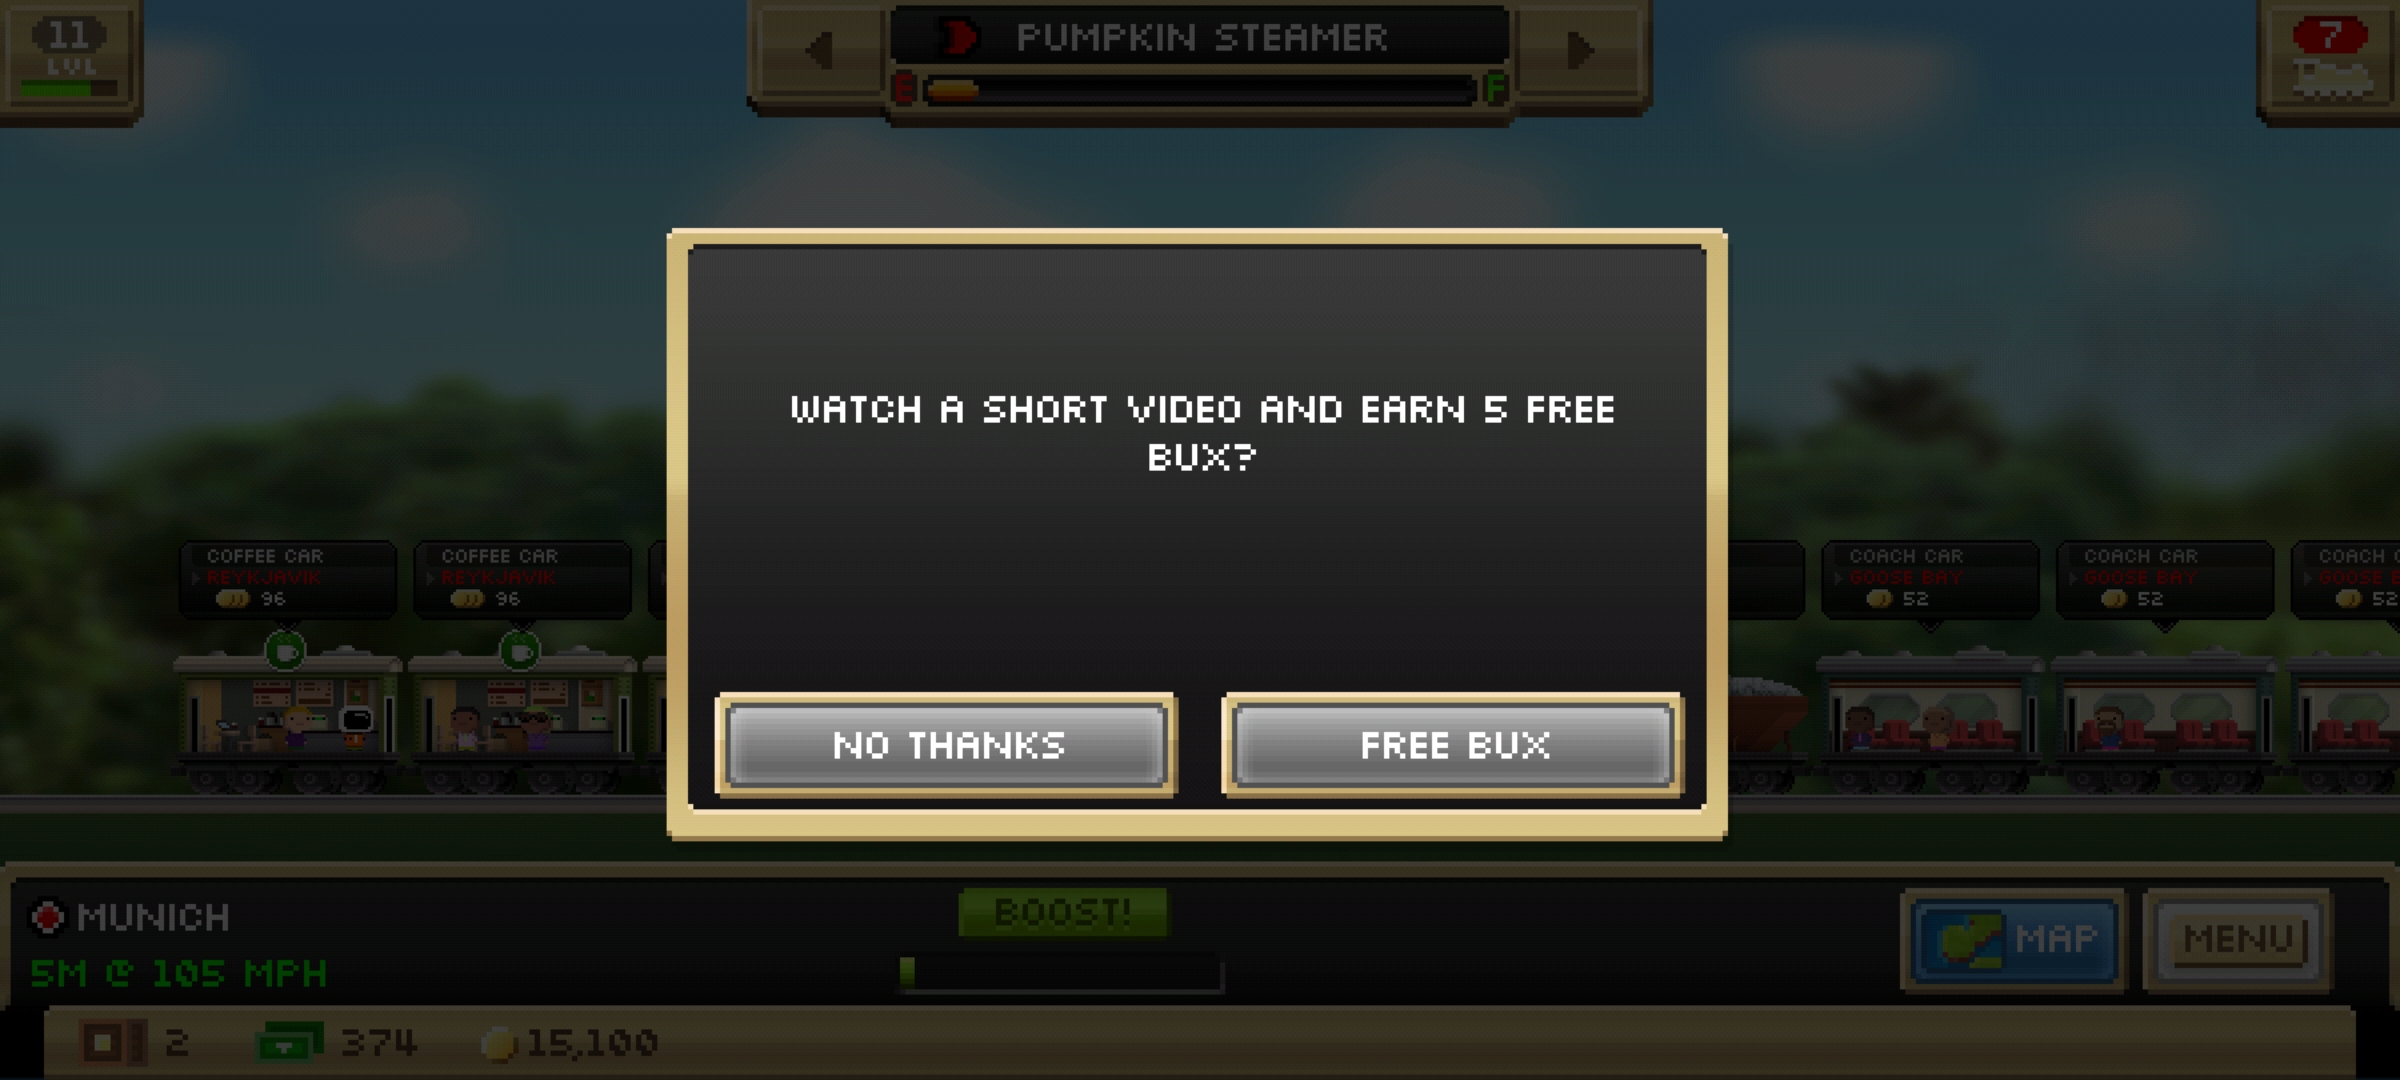 11
LVL
PUMPKIN STEAMER
E F
7
WATCH A SHORT VIDEO AND EARN 5 FREE
BUX?
NO THANKS
FREE BUX
COFFEE CAR
REYKJAVIK
96
COFFEE CAR
REYKJAVIK
96
COACH CAR
GOOSE BAY
52
COACH CAR
GOOSE BAY
52
COACH C
GOOSE B
52
MUNICH
5M @ 105 MPH
BOOST!
MAP
MENU
2
374
15,100